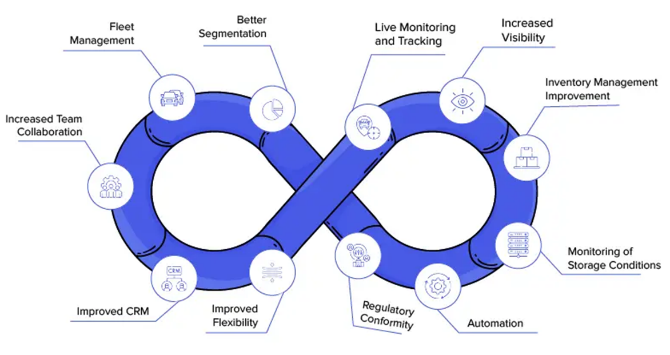 Fleet
Management
Better
Segmentation
Live Monitoring
and Tracking
Increased
Visibility
Inventory Management
Improvement
Increased Team
Collaboration
Monitoring of
Storage Conditions
CRM
Improved CRM
Improved
Flexibility
Regulatory
Conformity
Automation